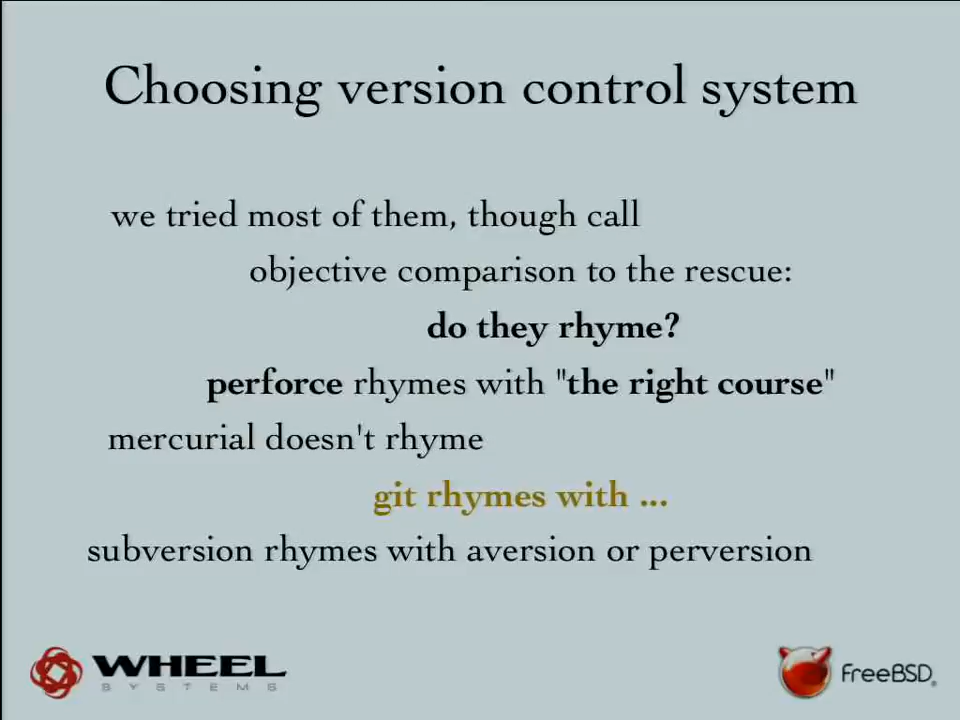 Choosing version control system
we tried most of them, though call
objective comparison to the rescue:
do they rhyme?
perforce rhymes with "the right course"
mercurial doesn't rhyme
git rhymes with ...
subversion rhymes with aversion or perversion
WHEEL
SYSTEMS
FreeBSD®